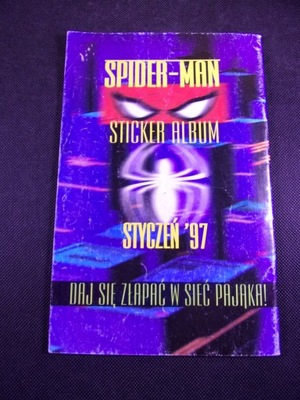 SPIDER-MAN
STICKER ALBUM
STYCZEŃ '97
DAJ SIĘ ZŁAPAĆ W SIEĆ PAJĄKA!